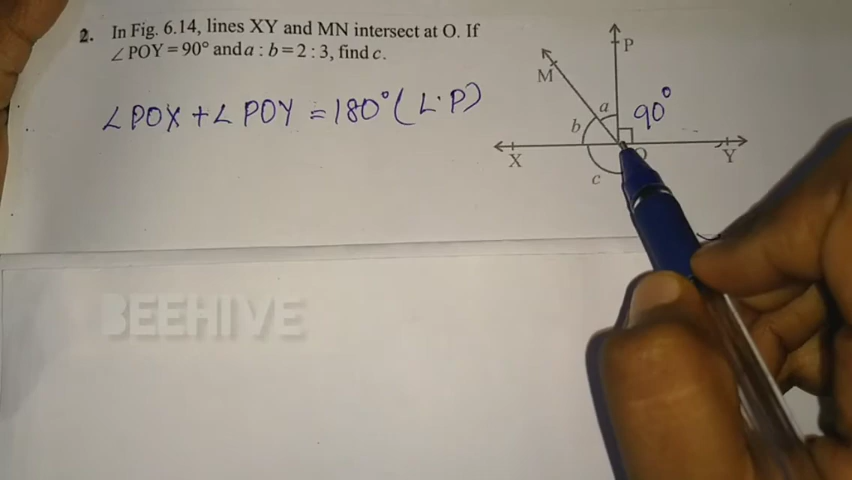 2. In Fig. 6.14, lines XY and MN intersect at O. If
∠POY = 90° and a : b = 2 : 3, find c.
∠POX + ∠POY = 180° (L.P)
P
M
a
90°
b
X
Y
c
BEEHIVE